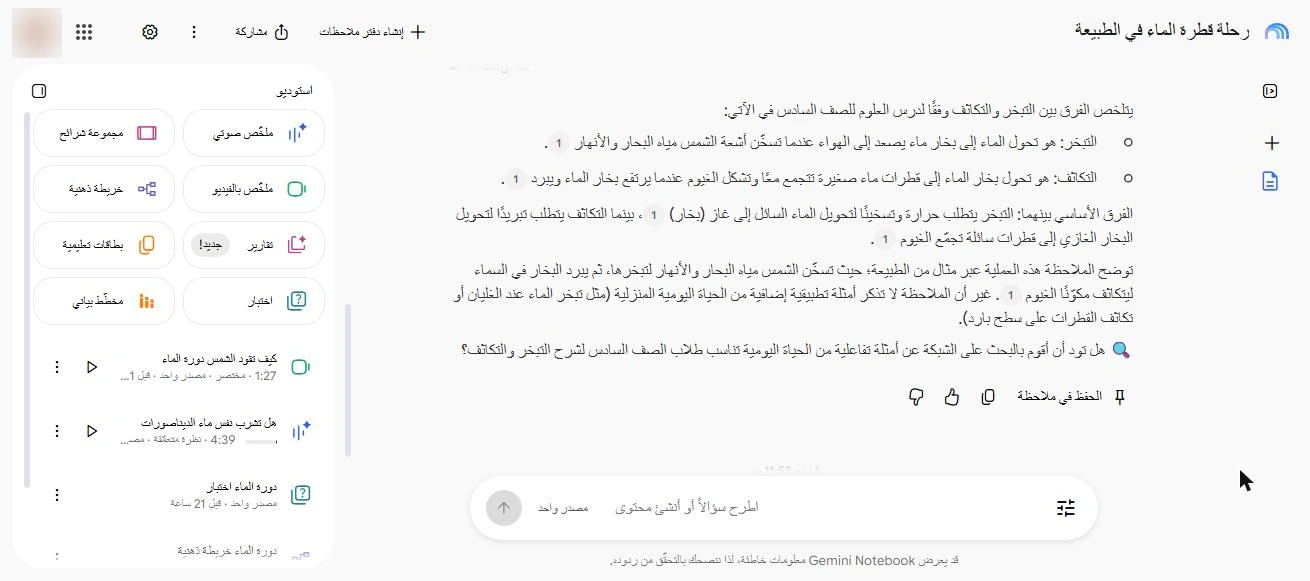 رحلة قطرة الماء في الطبيعة
إنشاء دفتر ملاحظات
مشاركة
يتلخص الفرق بين التبخر والتكاثف وفقًا لدرس العلوم للصف السادس في الآتي:
التبخر: هو تحول الماء إلى بخار ماء يصعد إلى الهواء عندما تسخّن أشعة الشمس مياه البحار والأنهار 1 .
التكاثف: هو تحول بخار الماء إلى قطرات ماء صغيرة تتجمع معًا وتشكل الغيوم عندما يرتفع بخار الماء ويبرد 1 .
الفرق الأساسي بينهما: التبخر يتطلب حرارة وتسخينًا لتحويل الماء السائل إلى غاز (بخار) 1 ، بينما التكاثف يتطلب تبريدًا لتحويل
البخار الغازي إلى قطرات سائلة تجمّع الغيوم 1 .
توضح الملاحظة هذه العملية عبر مثال من الطبيعة؛ حيث تسخّن الشمس مياه البحار والأنهار لتبخرها، ثم يبرد البخار في السماء
ليتكاثف مكوّنًا الغيوم 1 . غير أن الملاحظة لا تذكر أمثلة تطبيقية إضافية من الحياة اليومية المنزلية (مثل تبخر الماء عند الغليان أو
تكاثف القطرات على سطح بارد).
هل تود أن أقوم بالبحث على الشبكة عن أمثلة تفاعلية من الحياة اليومية تناسب طلاب الصف السادس لشرح التبخر والتكاثف؟
الحفظ في ملاحظة
11:53
اطرح سؤالاً أو أنشئ محتوى
مصدر واحد
قد يعرض Gemini Notebook معلومات خاطئة، لذا ننصحك بالتحقّق من ردوده.
استوديو
ملخّص صوتي
مجموعة شرائح
ملخّص بالفيديو
خريطة ذهنية
تقارير
جديد!
بطاقات تعليمية
اختبار
مخطّط بياني
كيف تقود الشمس دورة الماء
1:27 · مختصر · مصدر واحد · قبل 1...
هل تشرب نفس ماء الديناصورات
4:39 · نظرة متعمّقة · مصد...
دورة الماء اختبار
مصدر واحد · قبل 21 ساعة
دورة الماء خريطة ذهنية